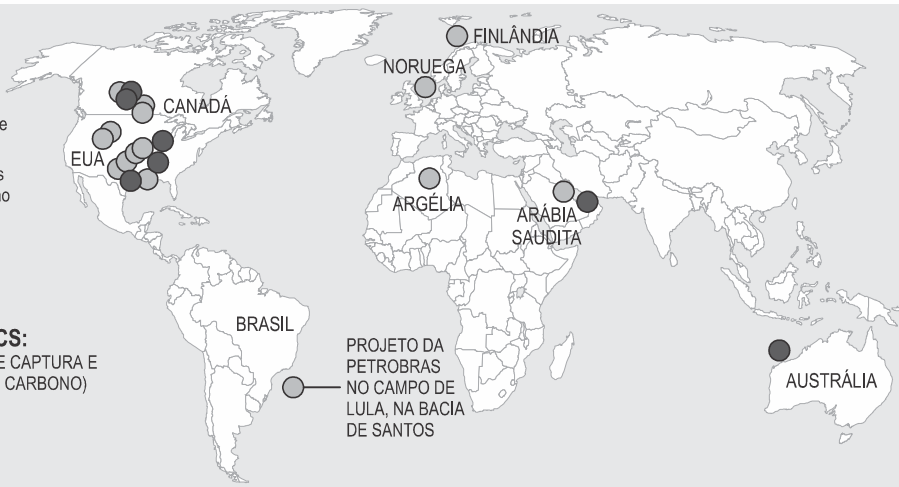 FINLÂNDIA
NORUEGA
CANADÁ
e
EUA
s
o
ARGÉLIA
ARÁBIA
SAUDITA
BRASIL
CS:
E CAPTURA E
CARBONO)
PROJETO DA
PETROBRAS
NO CAMPO DE
LULA, NA BACIA
DE SANTOS
AUSTRÁLIA